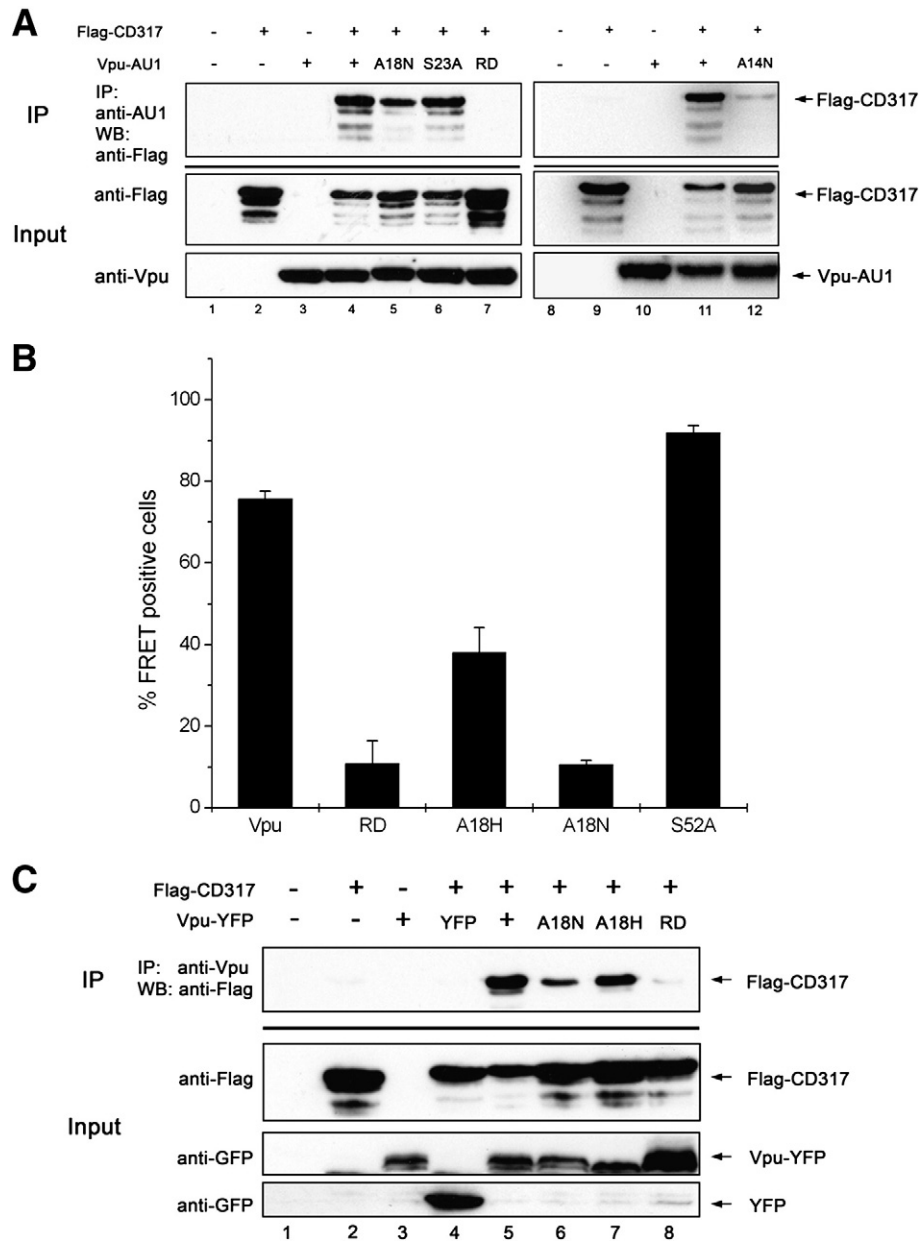 A
Flag-CD317 - + - + + + + - + - + +
Vpu-AU1 - - + + A18N S23A RD - - + + A14N
IP
IP:
anti-AU1
WB:
anti-Flag
Flag-CD317
Input
anti-Flag
Flag-CD317
anti-Vpu
Vpu-AU1
1 2 3 4 5 6 7 8 9 10 11 12
B
% FRET positive cells
100
80
60
40
20
0
Vpu RD A18H A18N S52A
C
Flag-CD317 - + - + + + + +
Vpu-YFP - - + YFP + A18N A18H RD
IP
IP: anti-Vpu
WB: anti-Flag
Flag-CD317
Input
anti-Flag
Flag-CD317
anti-GFP
Vpu-YFP
anti-GFP
YFP
1 2 3 4 5 6 7 8